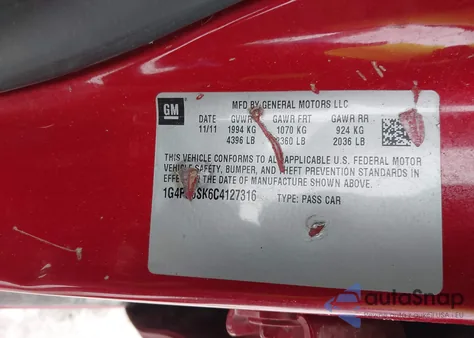 GM
MFD BY GENERAL MOTORS LLC
DATE GVWR GAWR FRT GAWR RR
11/11 1994 KG 1070 KG 924 KG
4396 LB 2360 LB 2036 LB
THIS VEHICLE CONFORMS TO ALL APPLICABLE U.S. FEDERAL MOTOR
VEHICLE SAFETY, BUMPER, AND THEFT PREVENTION STANDARDS IN
EFFECT ON THE DATE OF MANUFACTURE SHOWN ABOVE.
TYPE: PASS CAR
autoSnap